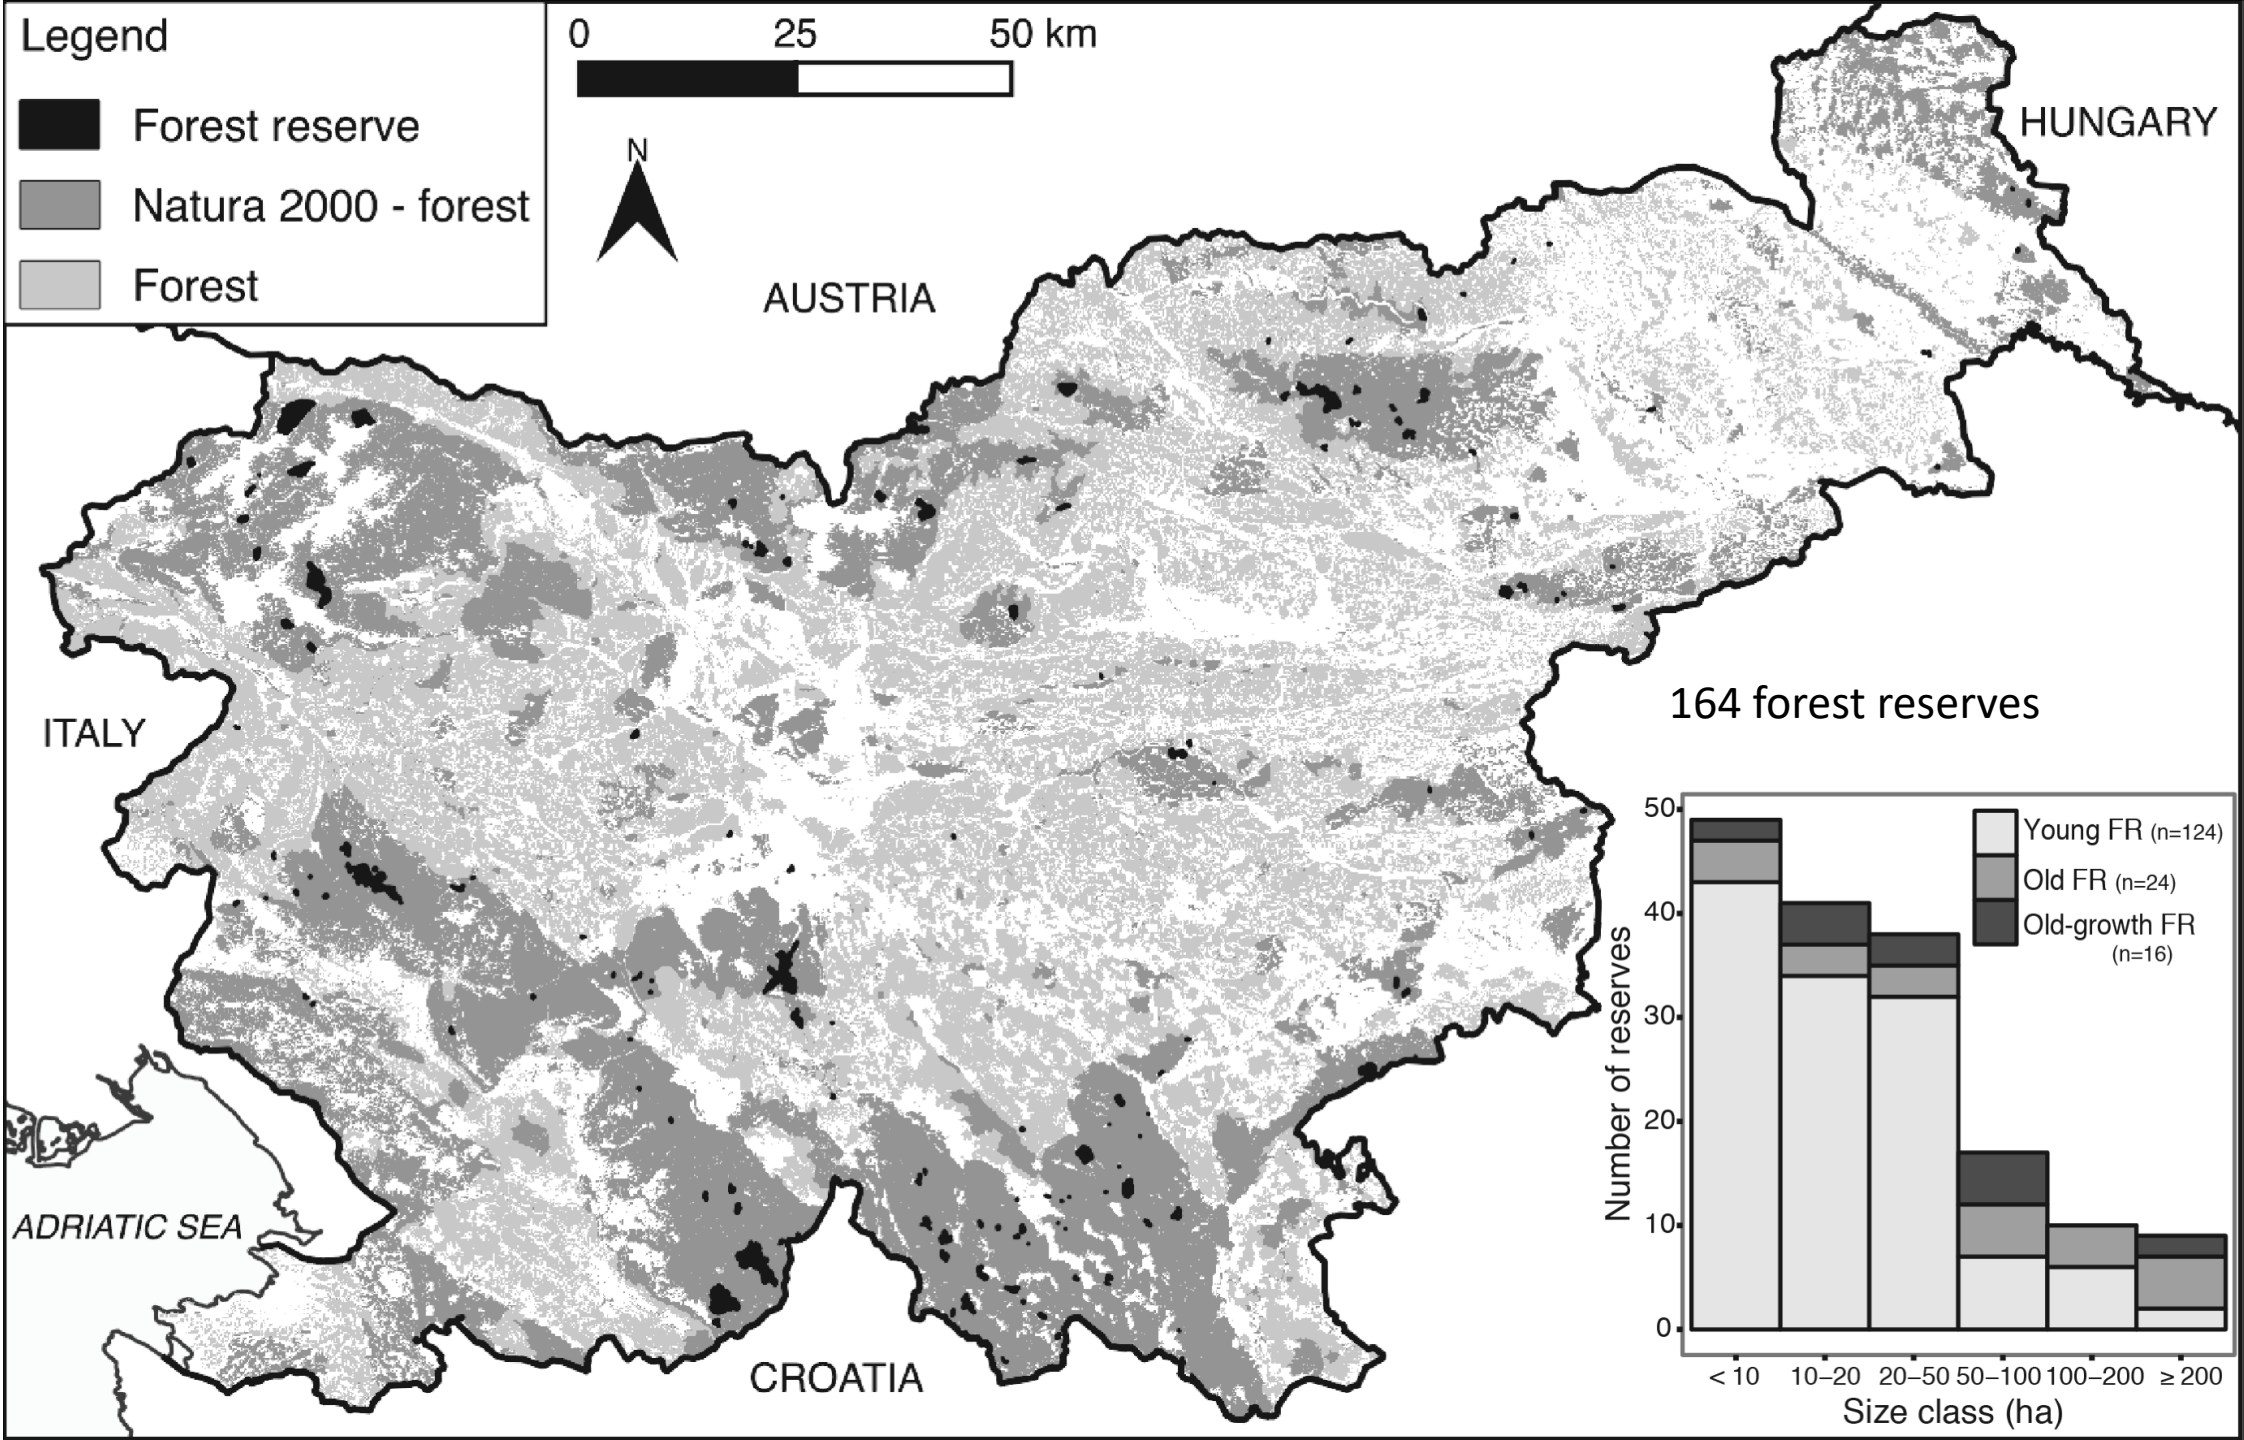 Legend
Forest reserve
Natura 2000 - forest
Forest
0 25 50 km
N
AUSTRIA
HUNGARY
ITALY
ADRIATIC SEA
CROATIA
164 forest reserves
Young FR (n=124)
Old FR (n=24)
Old-growth FR
(n=16)
Number of reserves
50
40
30
20
10
0
< 10 10–20 20–50 50–100 100–200 ≥ 200
Size class (ha)